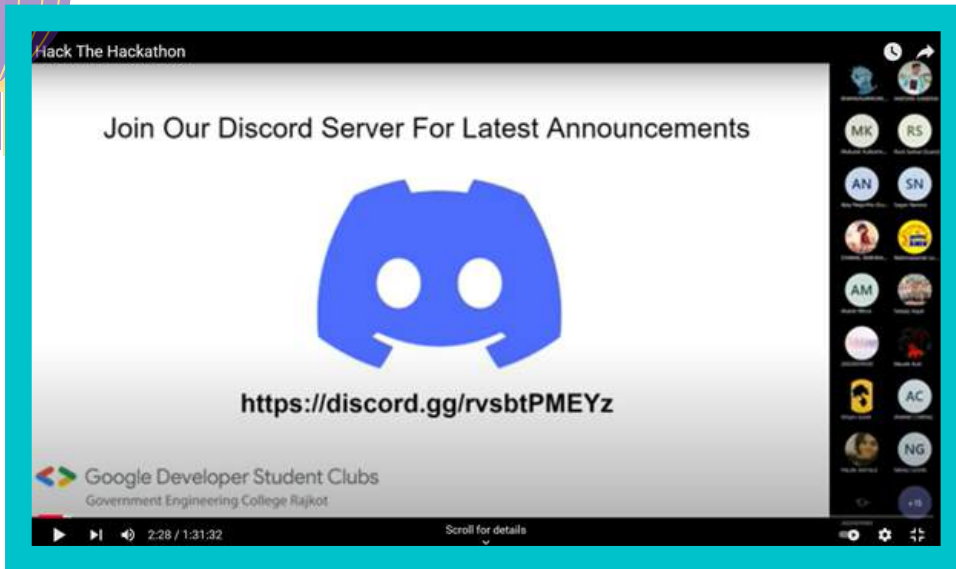 Hack The Hackathon
Join Our Discord Server For Latest Announcements
https://discord.gg/rvsbtPMEYz
Google Developer Student Clubs
Government Engineering College Rajkot
MK
RS
AN
SN
AM
AC
NG
+15
2:28 / 1:31:32
Scroll for details